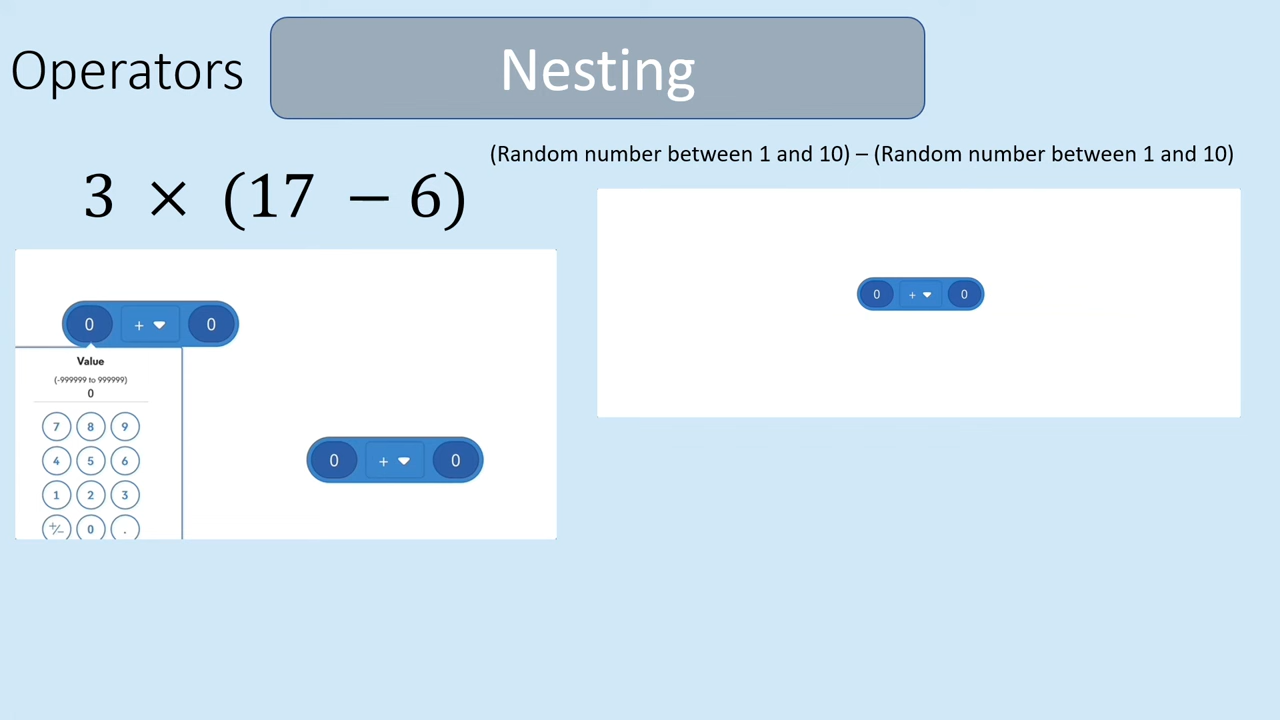 Operators
Nesting
(Random number between 1 and 10) – (Random number between 1 and 10)
3 × (17 − 6)
0 + 0
Value
(-999999 to 999999)
0
7 8 9
4 5 6
1 2 3
+/− 0 .
0 + 0
0 + 0